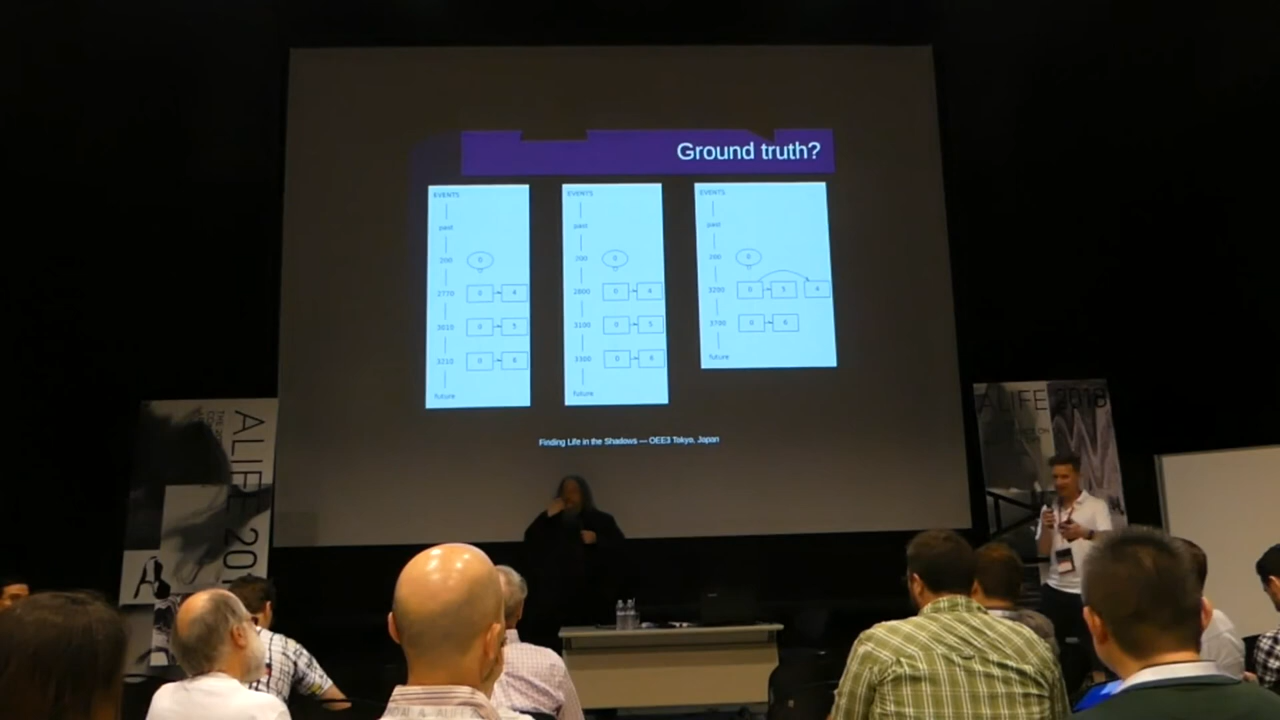 Ground truth?
EVENTS
past
200 0
2770 0 4
3010 0 5
3210 0 6
future
EVENTS
past
200 0
2800 0 4
3100 0 5
3300 0 6
future
EVENTS
past
200 0
3200 0 5 4
3700 0 6
future
Finding Life in the Shadows — OEE3 Tokyo, Japan
ALIFE 201
ALIFE 2018